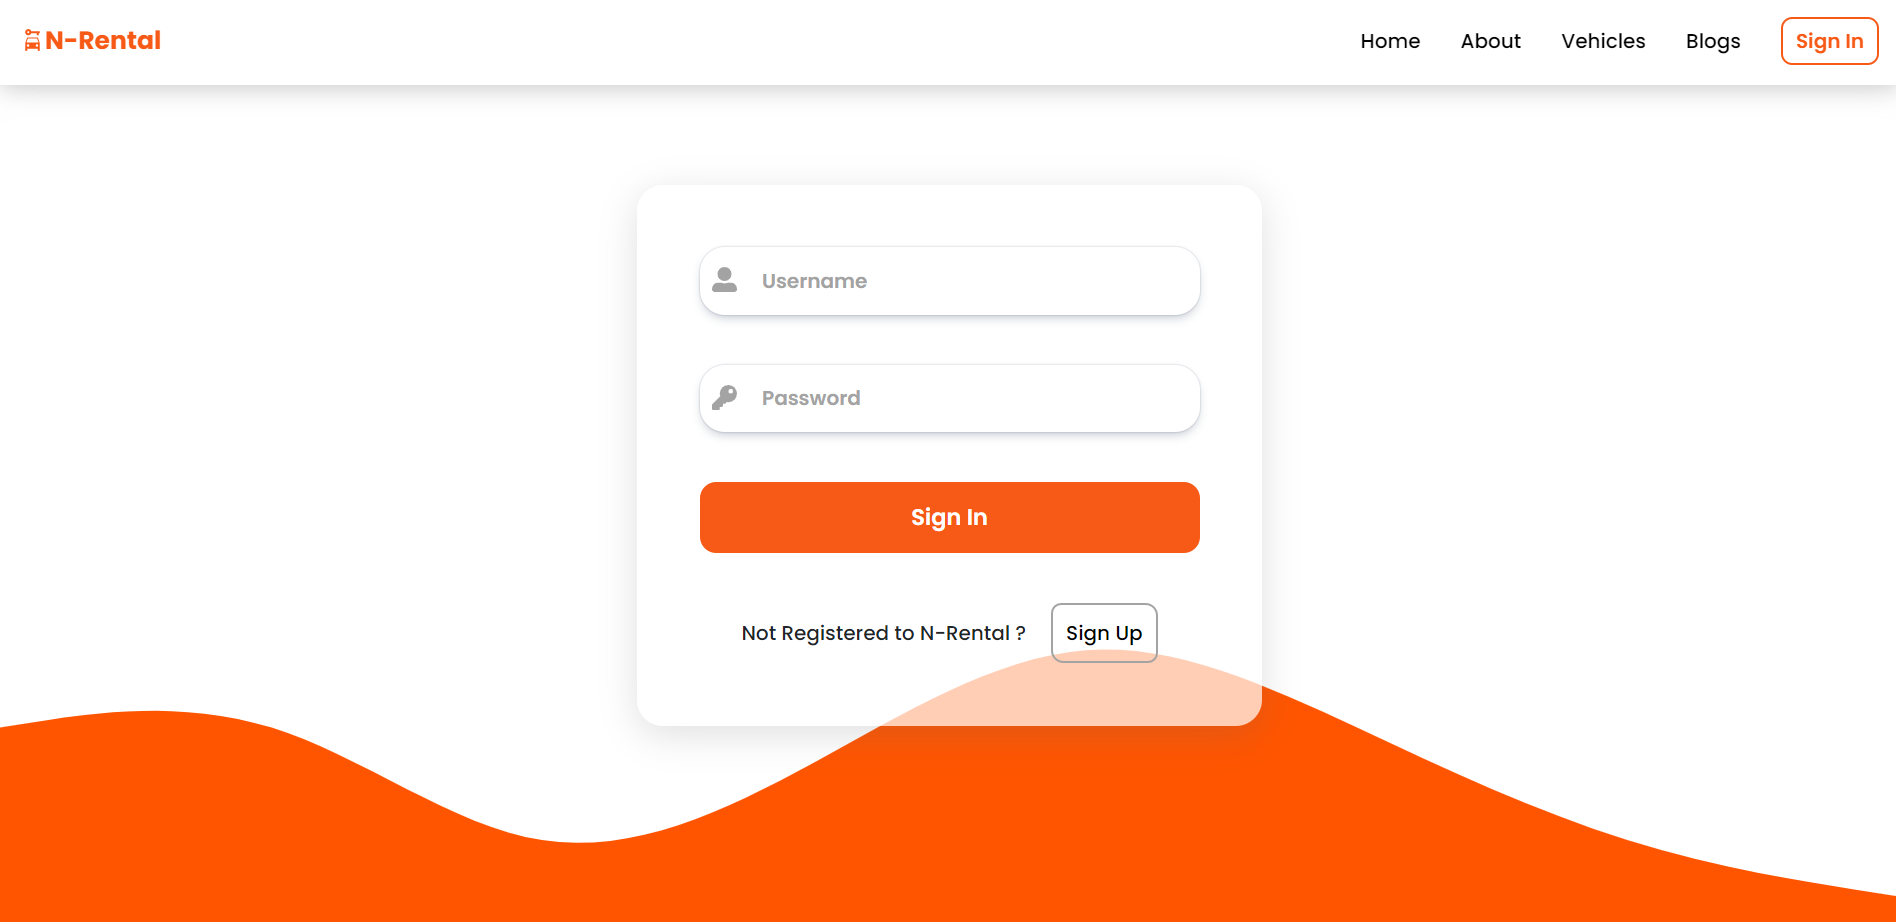 N-Rental
Home About Vehicles Blogs Sign In
Username
Password
Sign In
Not Registered to N-Rental ? Sign Up